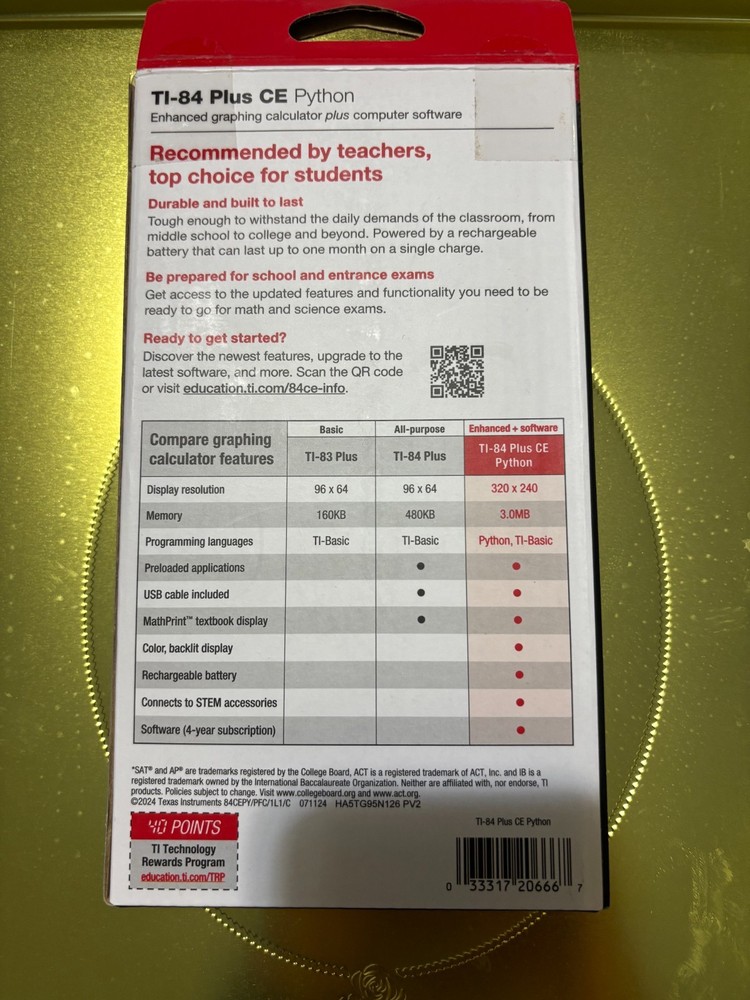 TI-84 Plus CE Python
Enhanced graphing calculator plus computer software
Recommended by teachers,
top choice for students
Durable and built to last
Tough enough to withstand the daily demands of the classroom, from
middle school to college and beyond. Powered by a rechargeable
battery that can last up to one month on a single charge.
Be prepared for school and entrance exams
Get access to the updated features and functionality you need to be
ready to go for math and science exams.
Ready to get started?
Discover the newest features, upgrade to the
latest software, and more. Scan the QR code
or visit education.ti.com/84ce-info.
Compare graphing
calculator features
Basic All-purpose Enhanced + software
TI-83 Plus TI-84 Plus TI-84 Plus CE
Python
Display resolution 96 x 64 96 x 64 320 x 240
Memory 160KB 480KB 3.0MB
Programming languages TI-Basic TI-Basic Python, TI-Basic
Preloaded applications ● ●
USB cable included ● ●
MathPrint™ textbook display ● ●
Color, backlit display ●
Rechargeable battery ●
Connects to STEM accessories ●
Software (4-year subscription) ●
*SAT® and AP® are trademarks registered by the College Board, ACT is a registered trademark of ACT, Inc. and IB is a
registered trademark owned by the International Baccalaureate Organization. Neither are affiliated with, nor endorse, TI
products. Policies subject to change. Visit www.collegeboard.org and www.act.org.
©2024 Texas Instruments 84CEPY/PFC/1L1/C 071124 HA5TG95N126 PV2
40 POINTS
TI Technology
Rewards Program
education.ti.com/TRP
TI-84 Plus CE Python
0 33317 20666 7